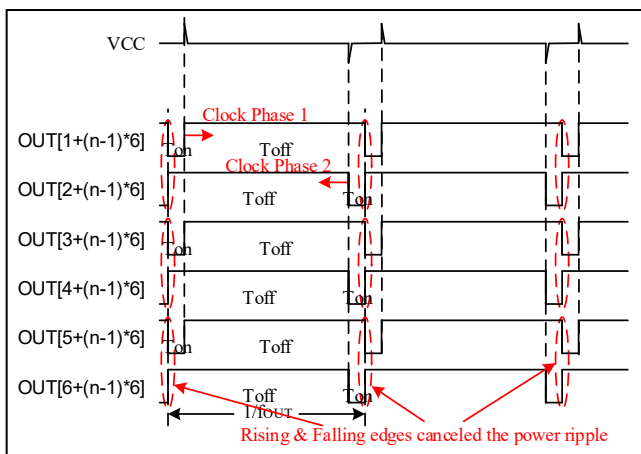 VCC
Clock Phase 1
OUT[1+(n-1)*6] Ton Toff
Clock Phase 2
OUT[2+(n-1)*6] Toff Ton
OUT[3+(n-1)*6] Ton Toff
OUT[4+(n-1)*6] Toff Ton
OUT[5+(n-1)*6] Ton Toff
OUT[6+(n-1)*6] Toff Ton
1/fOUT
Rising & Falling edges canceled the power ripple